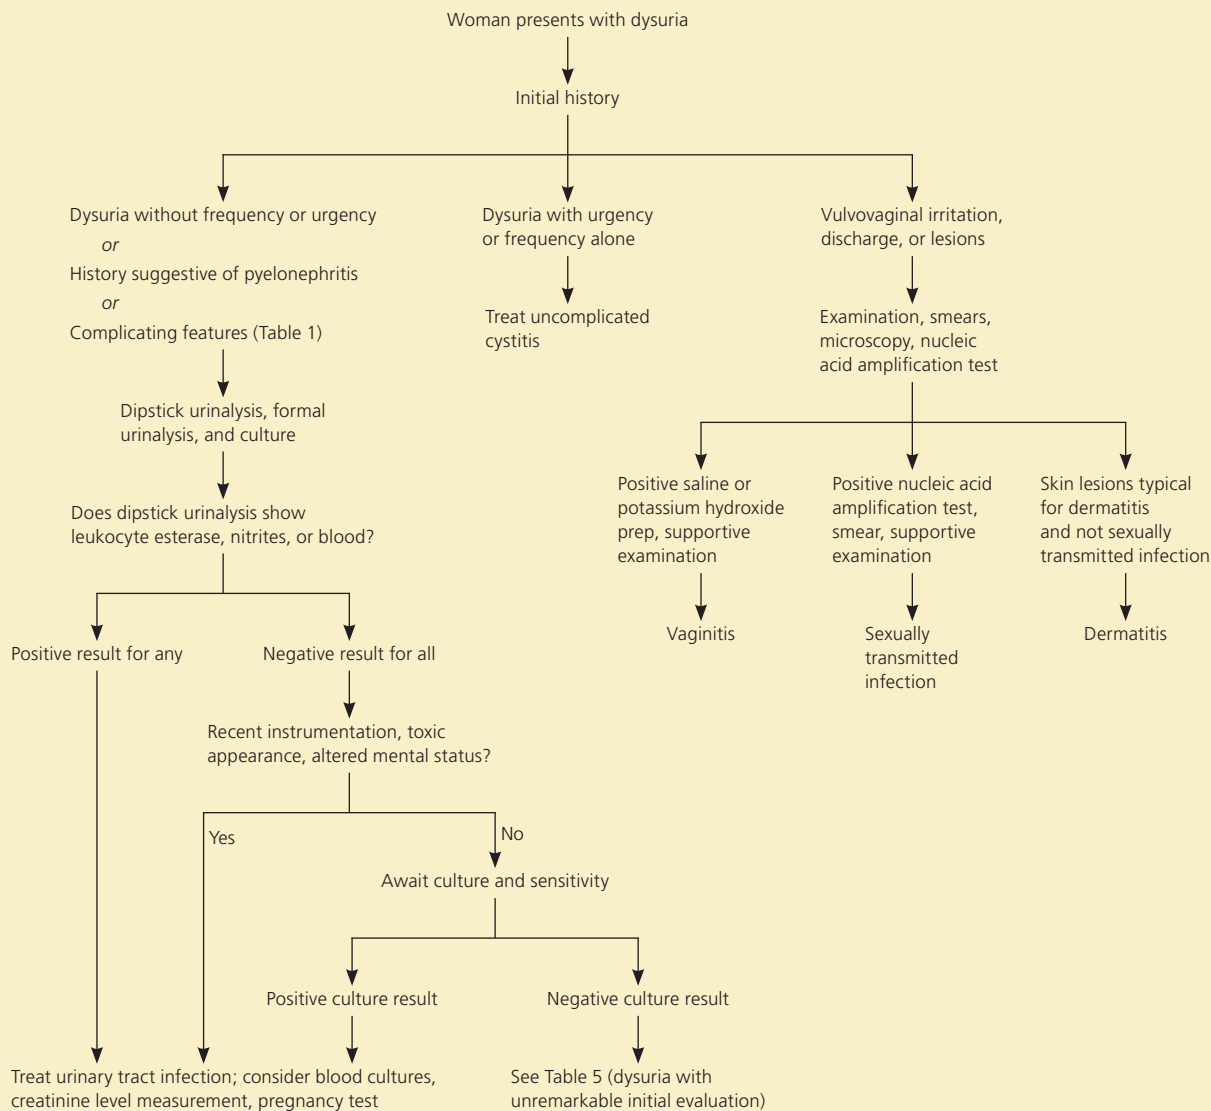 Woman presents with dysuria
Initial history
Dysuria without frequency or urgency
or
History suggestive of pyelonephritis
or
Complicating features (Table 1)
Dysuria with urgency
or frequency alone
Vulvovaginal irritation,
discharge, or lesions
Treat uncomplicated
cystitis
Examination, smears,
microscopy, nucleic
acid amplification test
Dipstick urinalysis, formal
urinalysis, and culture
Does dipstick urinalysis show
leukocyte esterase, nitrites, or blood?
Positive saline or
potassium hydroxide
prep, supportive
examination
Positive nucleic acid
amplification test,
smear, supportive
examination
Skin lesions typical
for dermatitis
and not sexually
transmitted infection
Vaginitis
Sexually
transmitted
infection
Dermatitis
Positive result for any
Negative result for all
Recent instrumentation, toxic
appearance, altered mental status?
Yes
No
Await culture and sensitivity
Positive culture result
Negative culture result
Treat urinary tract infection; consider blood cultures,
creatinine level measurement, pregnancy test
See Table 5 (dysuria with
unremarkable initial evaluation)